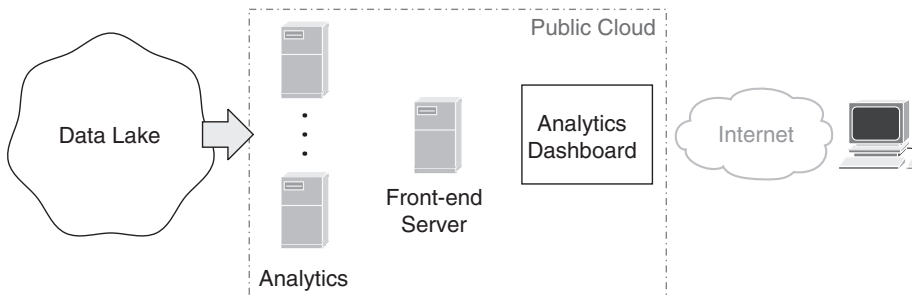 Public Cloud
Data Lake
Analytics
Dashboard
Internet
Front-end
Server
Analytics